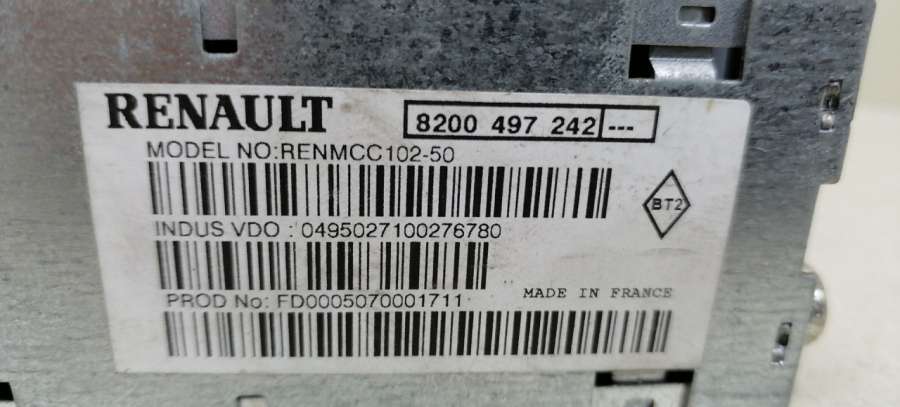 RENAULT 8200 497 242 ---
MODEL NO:RENMCC102-50
INDUS VDO : 0495027100276780
BT2
PROD No: FD0005070001711
MADE IN FRANCE